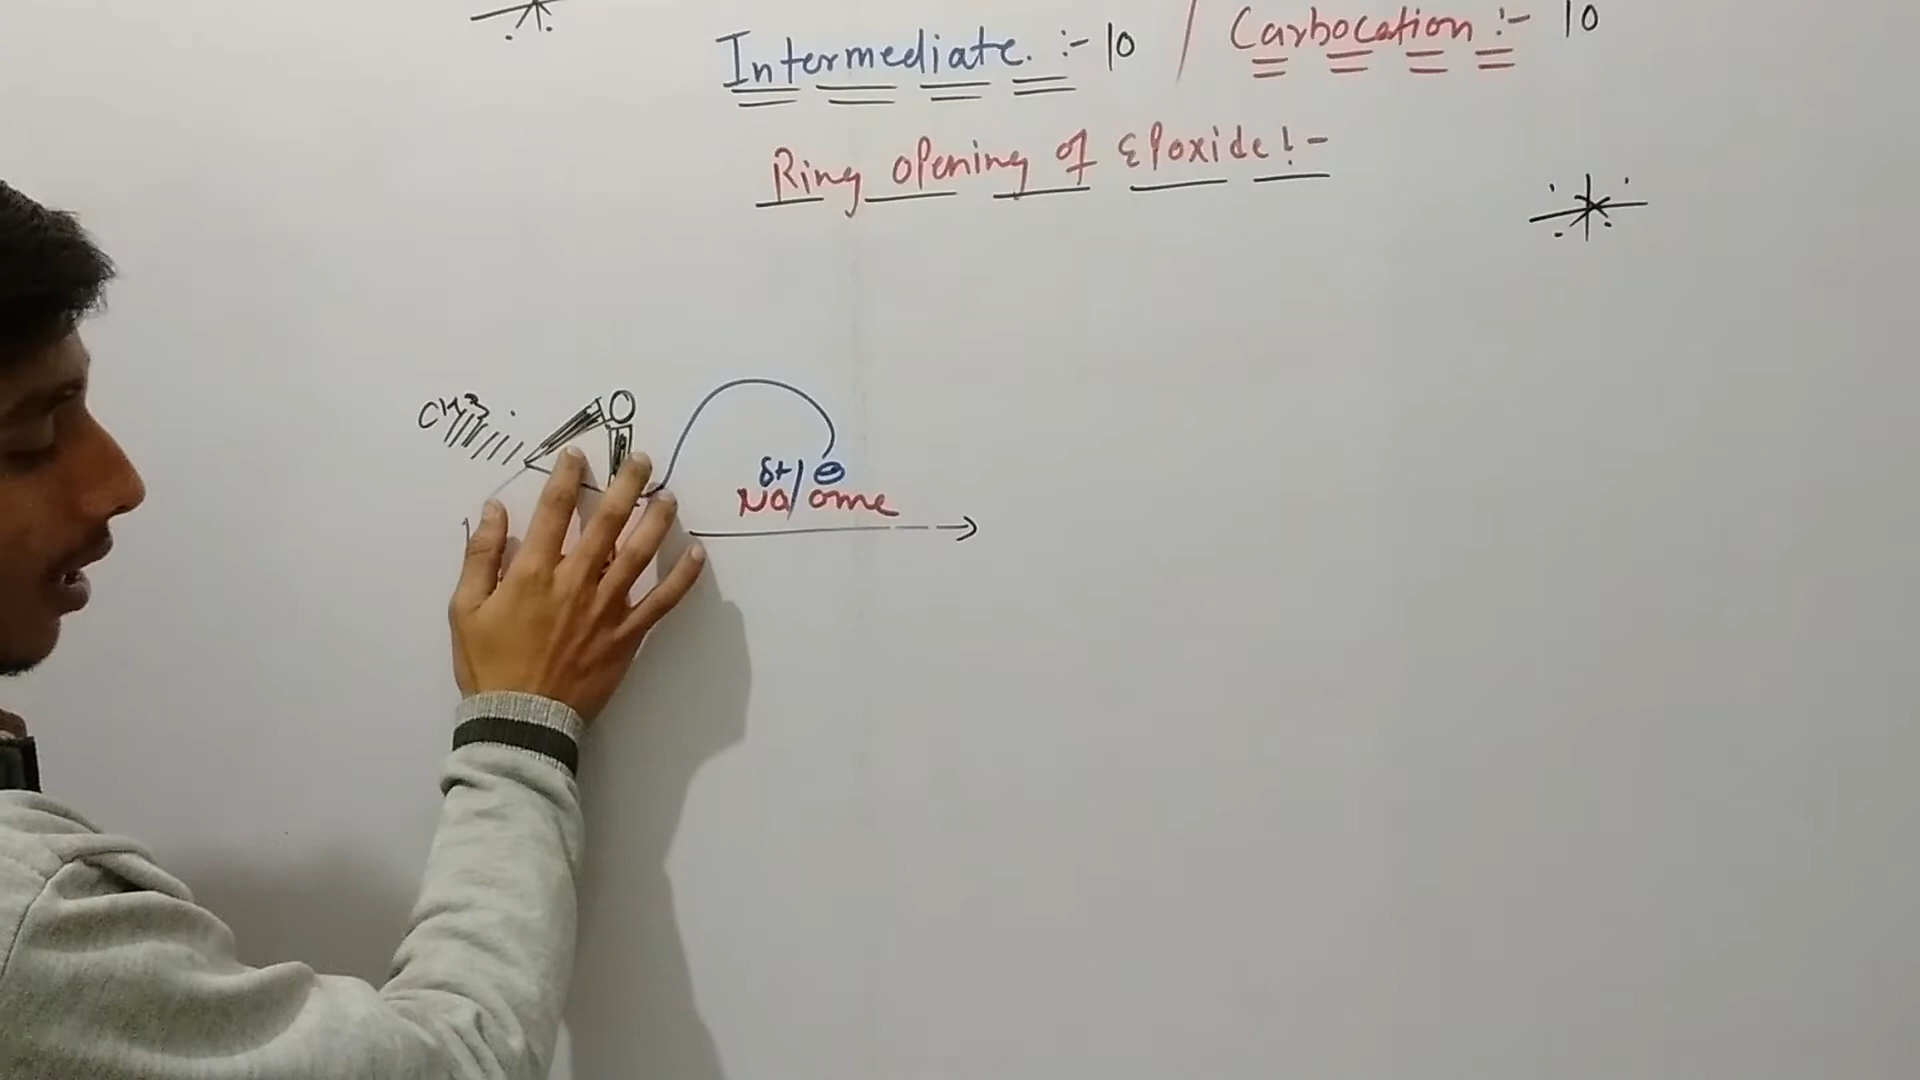 Intermediate. :- 10 / Carbocation :- 10
Ring opening of Epoxide :-
CH3 O
δ+ / ⊖
Na / ome